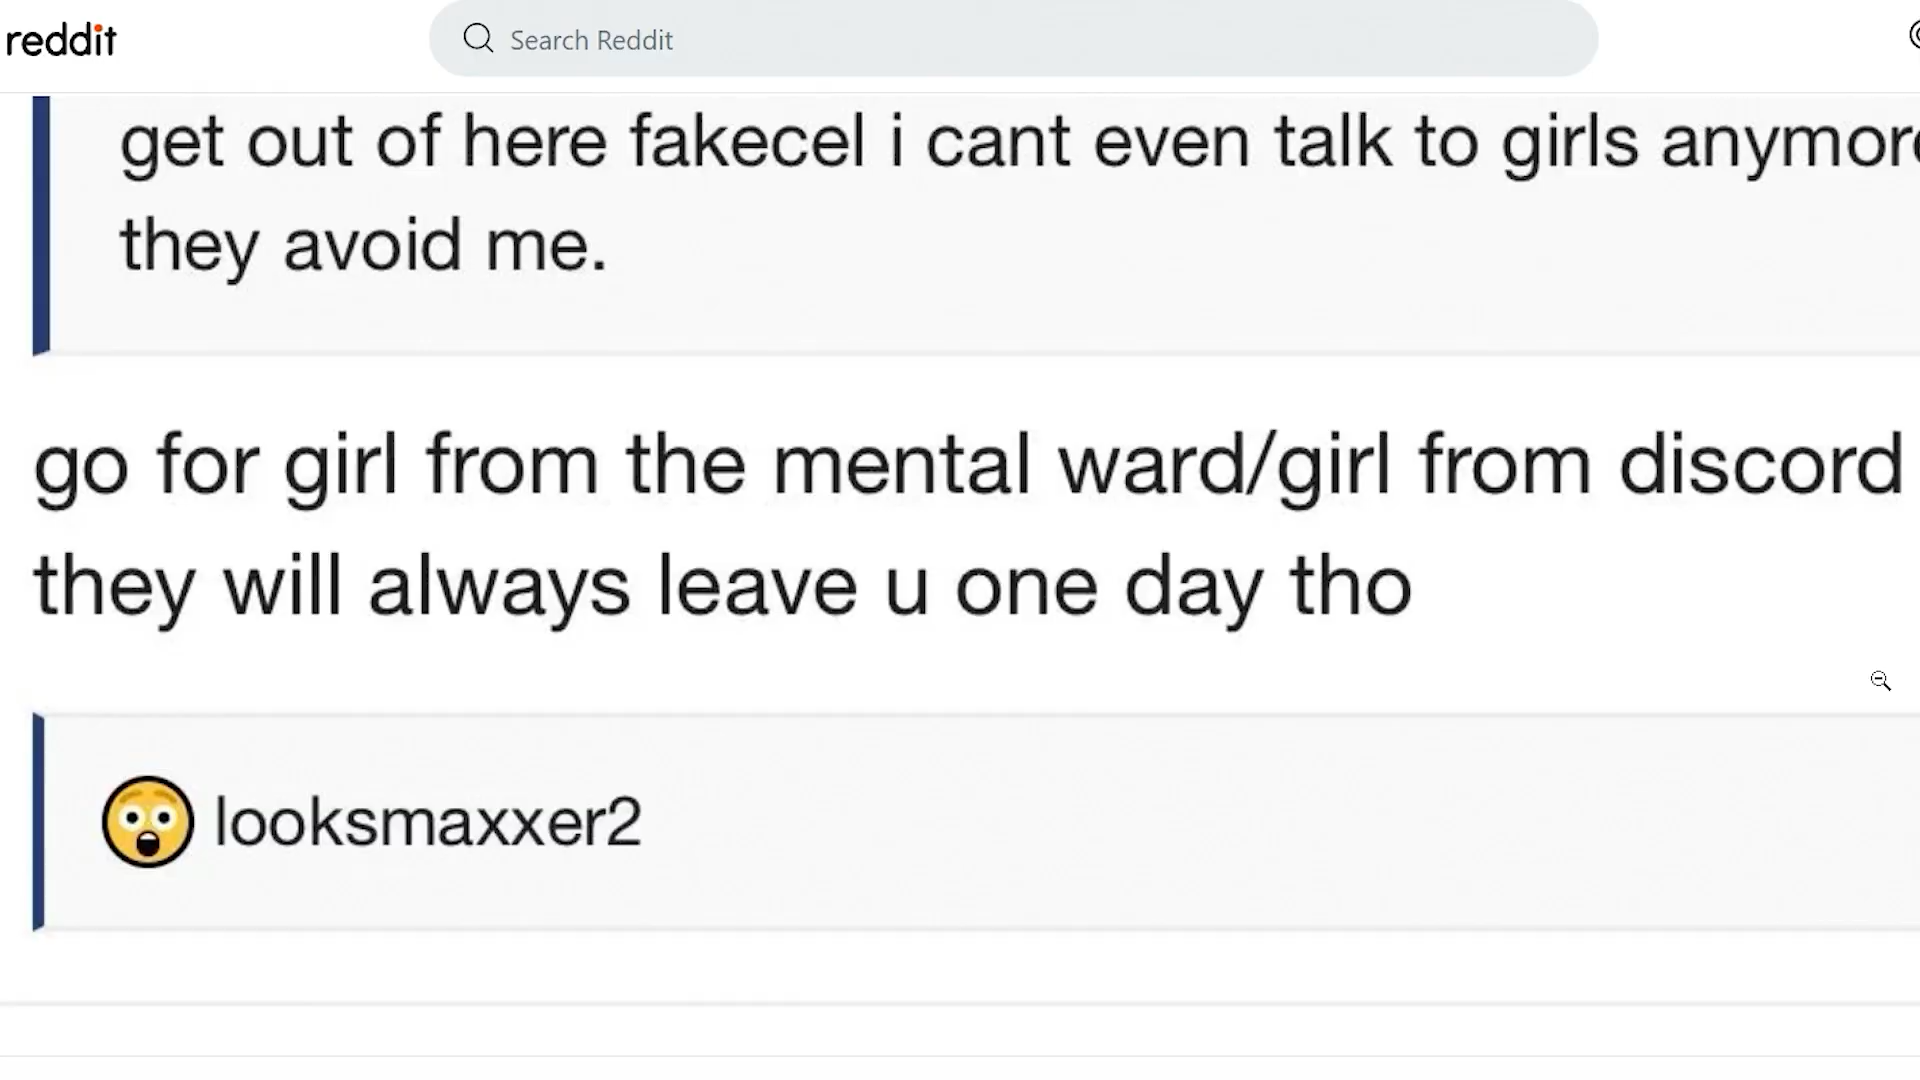 reddit
Search Reddit
get out of here fakecel i cant even talk to girls anymore
they avoid me.
go for girl from the mental ward/girl from discord
they will always leave u one day tho
looksmaxxer2